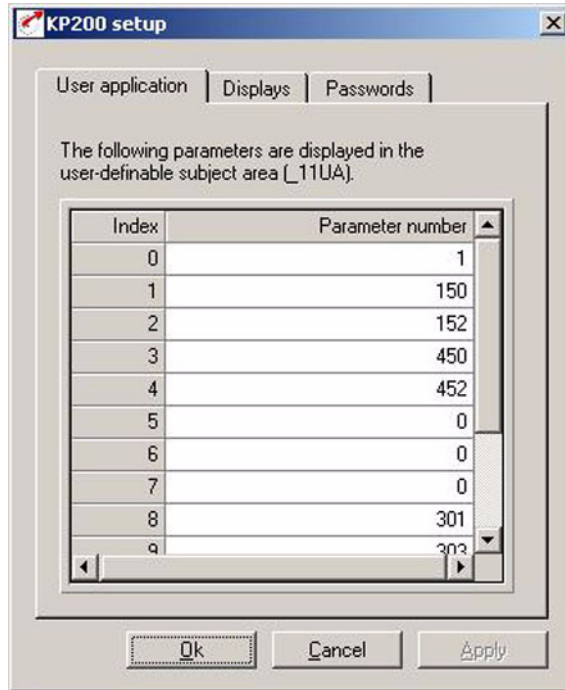 KP200 setup
User application Displays Passwords
The following parameters are displayed in the
user-definable subject area (_11UA).
Index Parameter number
0 1
1 150
2 152
3 450
4 452
5 0
6 0
7 0
8 301
9 303
Ok Cancel Apply